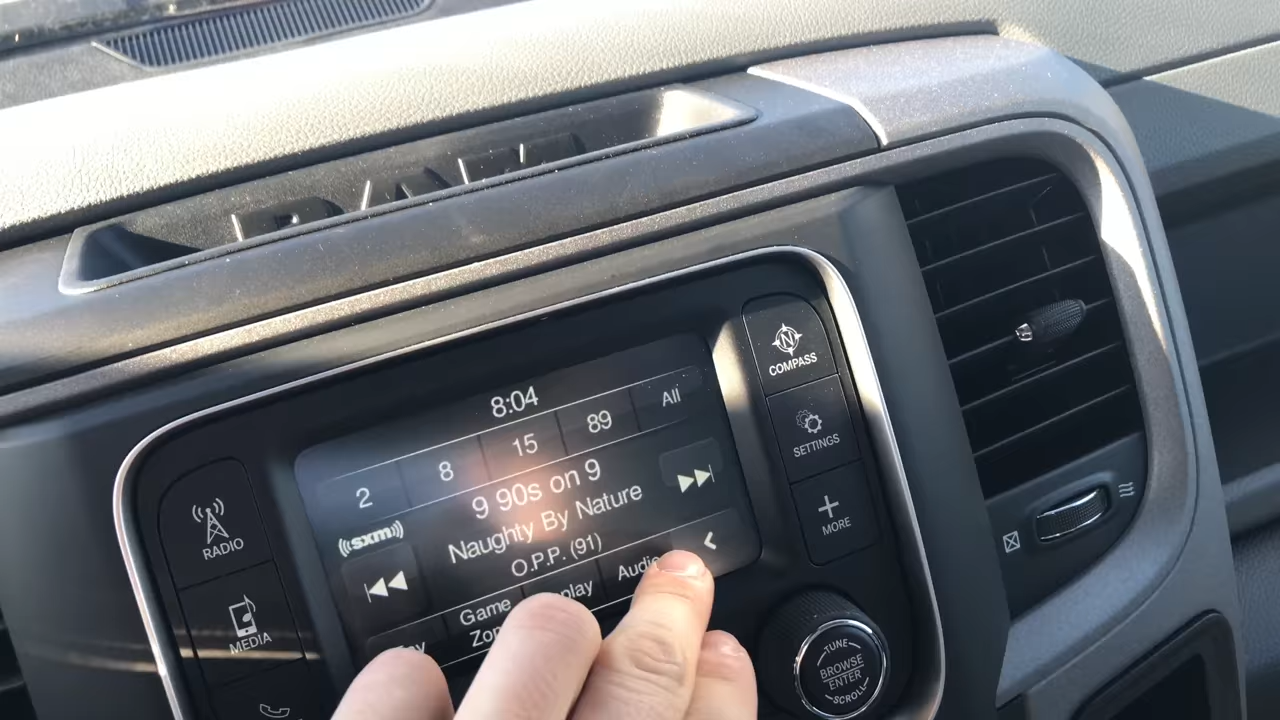 RAM
8:04
2 8 15 89 All
9 90s on 9
((sxm))
Naughty By Nature
O.P.P. (91)
Game
Audio
RADIO
MEDIA
N
COMPASS
SETTINGS
MORE
TUNE
BROWSE
ENTER
SCROLL